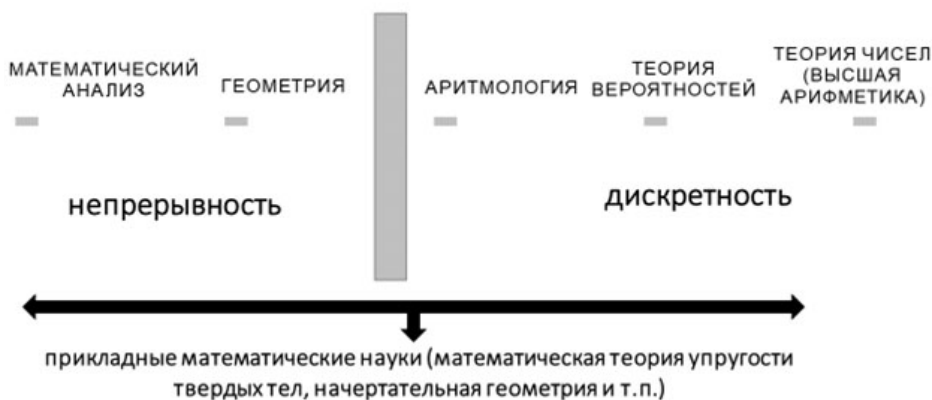 МАТЕМАТИЧЕСКИЙ
АНАЛИЗ
ГЕОМЕТРИЯ
АРИТМОЛОГИЯ
ТЕОРИЯ
ВЕРОЯТНОСТЕЙ
ТЕОРИЯ ЧИСЕЛ
(ВЫСШАЯ
АРИФМЕТИКА)
непрерывность
дискретность
прикладные математические науки (математическая теория упругости
твердых тел, начертательная геометрия и т.п.)